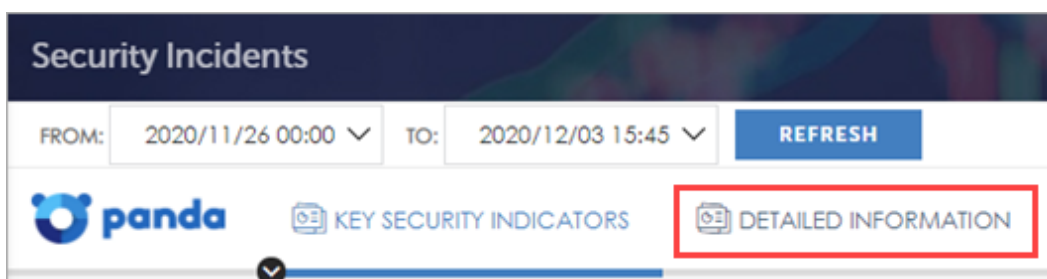 Security Incidents
FROM: 2020/11/26 00:00 TO: 2020/12/03 15:45 REFRESH
panda KEY SECURITY INDICATORS DETAILED INFORMATION